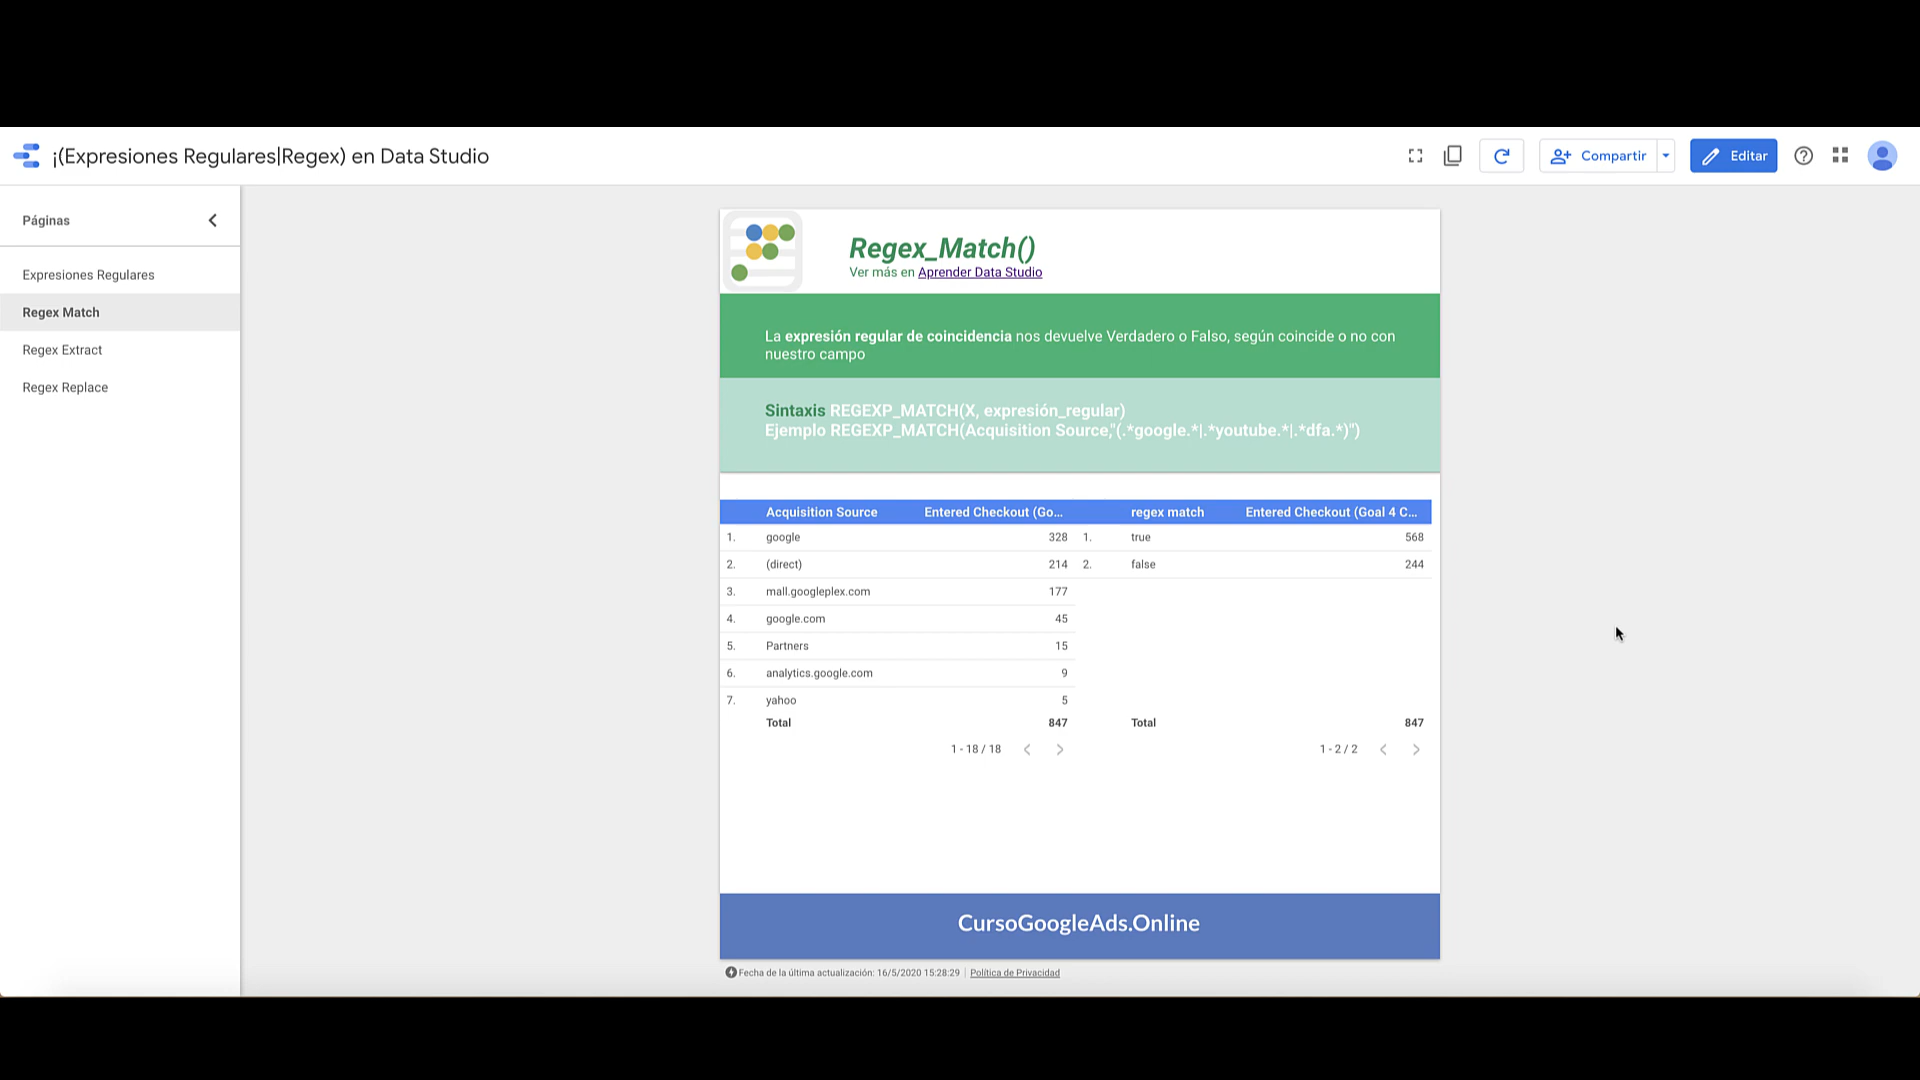 ¡(Expresiones Regulares|Regex) en Data Studio
Compartir
Editar
Páginas
Expresiones Regulares
Regex Match
Regex Extract
Regex Replace
Regex_Match()
Ver más en Aprender Data Studio
La expresión regular de coincidencia nos devuelve Verdadero o Falso, según coincide o no con
nuestro campo
Sintaxis REGEXP_MATCH(X, expresión_regular)
Ejemplo REGEXP_MATCH(Acquisition Source,"(.*google.*|.*youtube.*|.*dfa.*)")
Acquisition Source Entered Checkout (Go...
1. google 328
2. (direct) 214
3. mall.googleplex.com 177
4. google.com 45
5. Partners 15
6. analytics.google.com 9
7. yahoo 5
Total 847
1 - 18 / 18
regex match Entered Checkout (Goal 4 C...
1. true 568
2. false 244
Total 847
1 - 2 / 2
CursoGoogleAds.Online
Fecha de la última actualización: 16/5/2020 15:28:29 | Política de Privacidad